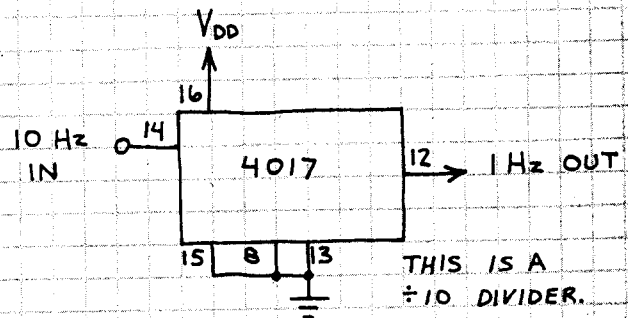 VDD
16
10 Hz
IN
14
4017
12
1 Hz OUT
15
8
13
THIS IS A
÷10 DIVIDER.